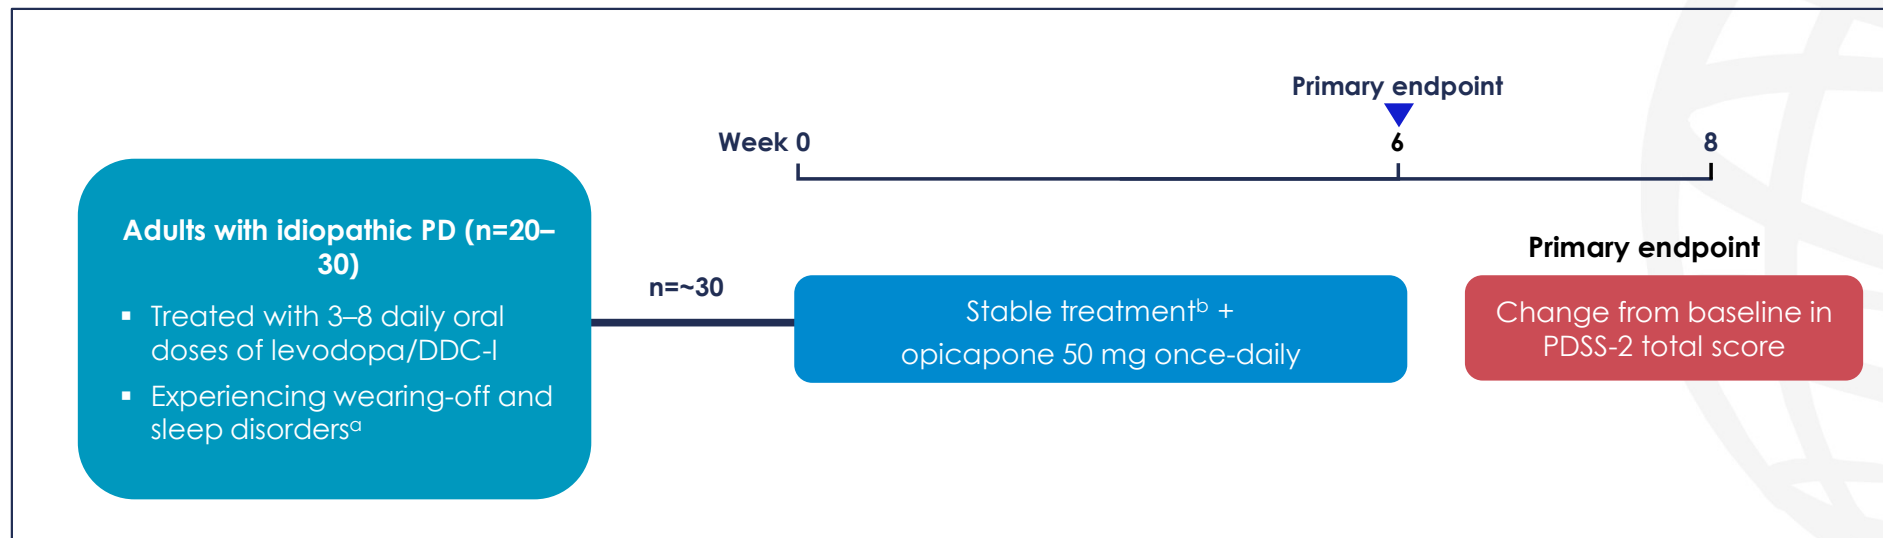 Primary endpoint
Week 0
6
8
Adults with idiopathic PD (n=20–
30)
▪ Treated with 3–8 daily oral
doses of levodopa/DDC-I
▪ Experiencing wearing-off and
sleep disordersᵃ
n=~30
Stable treatmentᵇ +
opicapone 50 mg once-daily
Primary endpoint
Change from baseline in
PDSS-2 total score